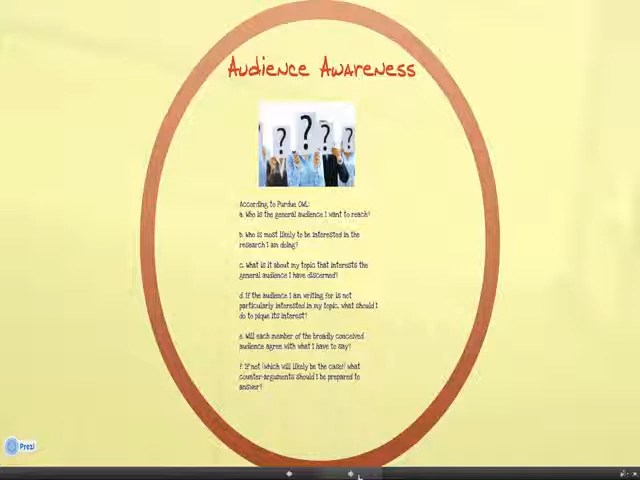 Audience Awareness
? ? ? ?
According to Purdue OWL:
a. Who is the general audience I want to reach?
b. Who is most likely to be interested in the
research I am doing?
c. What is it about my topic that interests the
general audience I have discerned?
d. If the audience I am writing for is not
particularly interested in my topic, what should I
do to pique its interest?
e. Will each member of the broadly conceived
audience agree with what I have to say?
f. If not (which will likely be the case!) what
counter-arguments should I be prepared to
answer?
Prezi